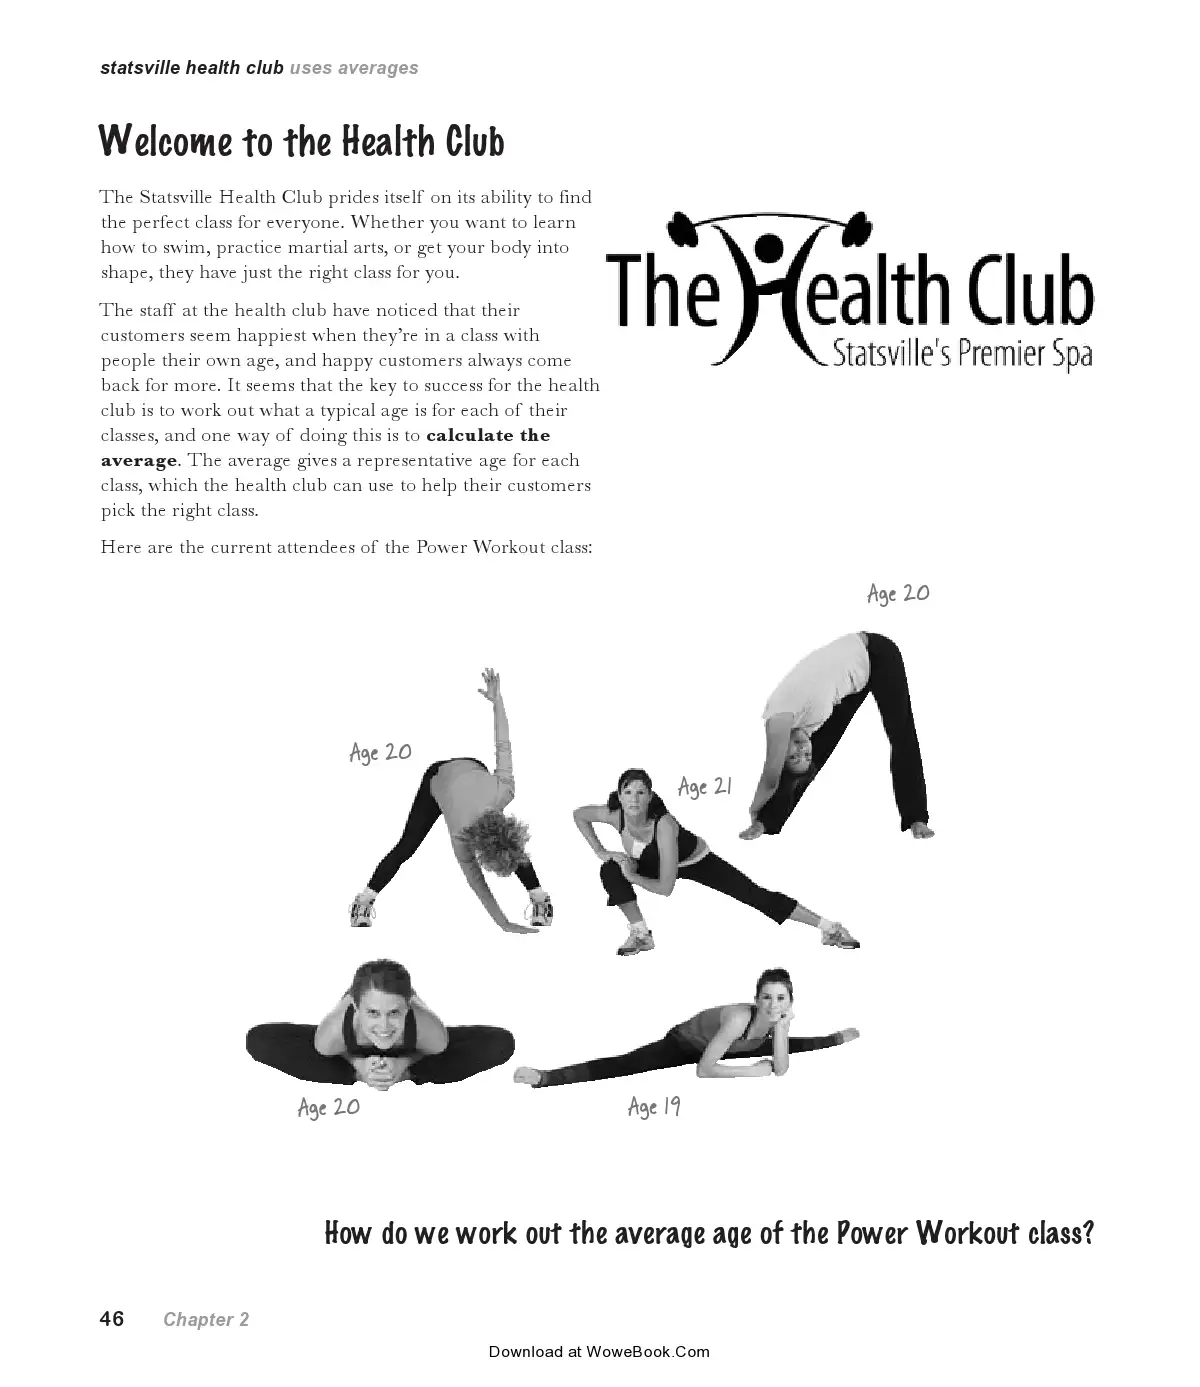 statsville health club uses averages
Welcome to the Health Club
The Statsville Health Club prides itself on its ability to find
the perfect class for everyone. Whether you want to learn
how to swim, practice martial arts, or get your body into
shape, they have just the right class for you.
The staff at the health club have noticed that their
customers seem happiest when they’re in a class with
people their own age, and happy customers always come
back for more. It seems that the key to success for the health
club is to work out what a typical age is for each of their
classes, and one way of doing this is to calculate the
average. The average gives a representative age for each
class, which the health club can use to help their customers
pick the right class.
Here are the current attendees of the Power Workout class:
The Health Club
Statsville's Premier Spa
Age 20
Age 20
Age 21
Age 20
Age 19
How do we work out the average age of the Power Workout class?
46 Chapter 2
Download at WoweBook.Com